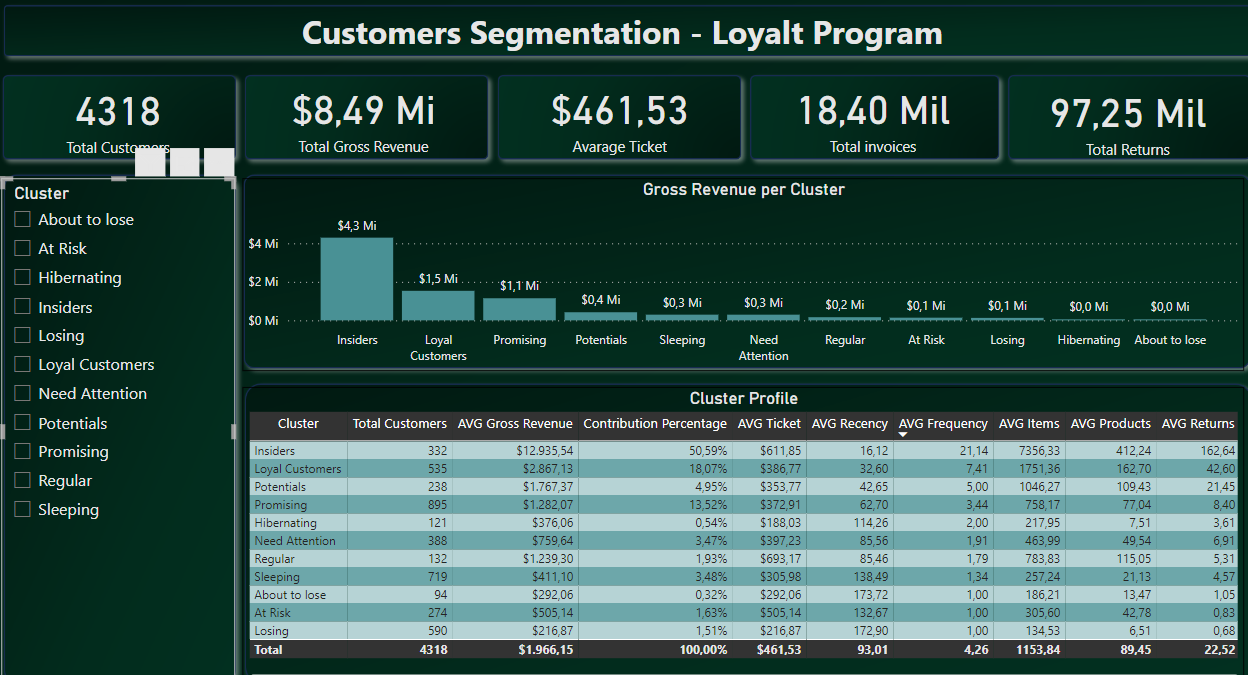 Customers Segmentation - Loyalt Program
4318
Total Customers
$8,49 Mi
Total Gross Revenue
$461,53
Avarage Ticket
18,40 Mil
Total invoices
97,25 Mil
Total Returns
Cluster
About to lose
At Risk
Hibernating
Insiders
Losing
Loyal Customers
Need Attention
Potentials
Promising
Regular
Sleeping
Gross Revenue per Cluster
$4 Mi
$2 Mi
$0 Mi
$4,3 Mi
$1,5 Mi
$1,1 Mi
$0,4 Mi
$0,3 Mi
$0,3 Mi
$0,2 Mi
$0,1 Mi
$0,1 Mi
$0,0 Mi
$0,0 Mi
Insiders
Loyal
Customers
Promising
Potentials
Sleeping
Need
Attention
Regular
At Risk
Losing
Hibernating
About to lose
Cluster Profile
Cluster Total Customers AVG Gross Revenue Contribution Percentage AVG Ticket AVG Recency AVG Frequency AVG Items AVG Products AVG Returns
Insiders 332 $12.935,54 50,59% $611,85 16,12 21,14 7356,33 412,24 162,64
Loyal Customers 535 $2.867,13 18,07% $386,77 32,60 7,41 1751,36 162,70 42,60
Potentials 238 $1.767,37 4,95% $353,77 42,65 5,00 1046,27 109,43 21,45
Promising 895 $1.282,07 13,52% $372,91 62,70 3,44 758,17 77,04 8,40
Hibernating 121 $376,06 0,54% $188,03 114,26 2,00 217,95 7,51 3,61
Need Attention 388 $759,64 3,47% $397,23 85,56 1,91 463,99 49,54 6,91
Regular 132 $1.239,30 1,93% $693,17 85,46 1,79 783,83 115,05 5,31
Sleeping 719 $411,10 3,48% $305,98 138,49 1,34 257,24 21,13 4,57
About to lose 94 $292,06 0,32% $292,06 173,72 1,00 186,21 13,47 1,05
At Risk 274 $505,14 1,63% $505,14 132,67 1,00 305,60 42,78 0,83
Losing 590 $216,87 1,51% $216,87 172,90 1,00 134,53 6,51 0,68
Total 4318 $1.966,15 100,00% $461,53 93,01 4,26 1153,84 89,45 22,52